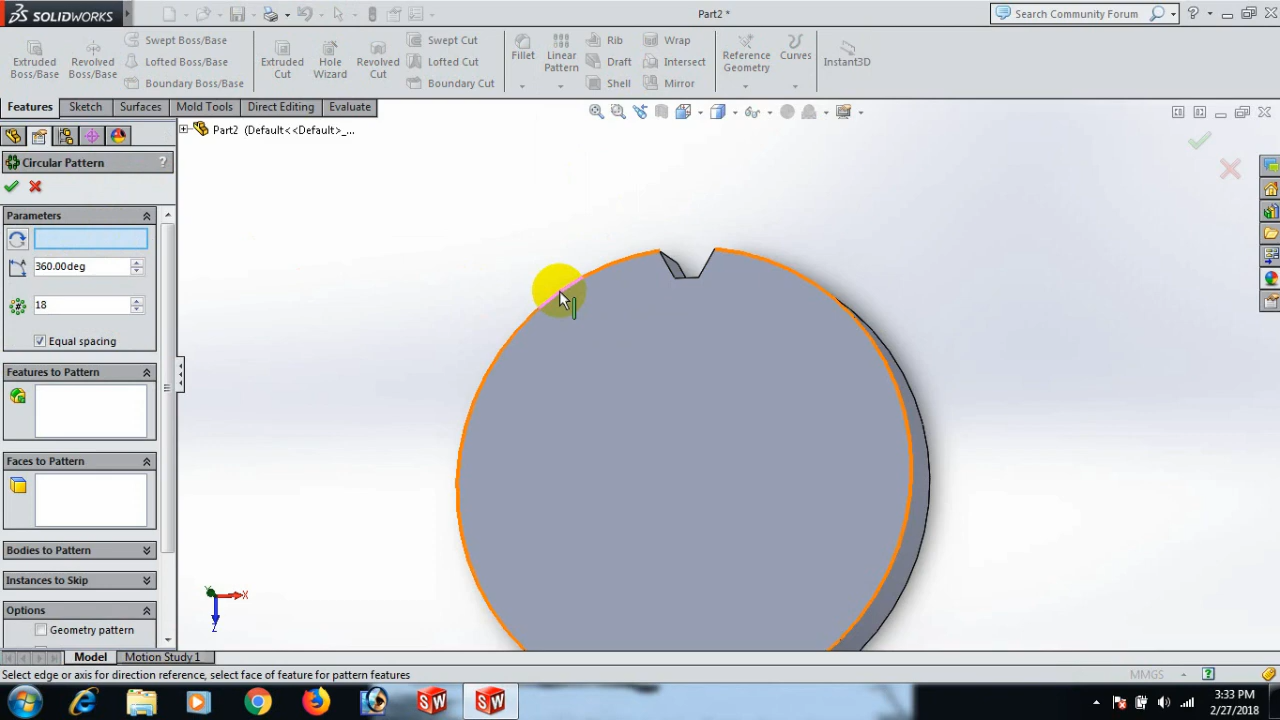 SOLIDWORKS
Part2 *
Search Community Forum
Extruded Boss/Base
Revolved Boss/Base
Swept Boss/Base
Lofted Boss/Base
Boundary Boss/Base
Extruded Cut
Hole Wizard
Revolved Cut
Swept Cut
Lofted Cut
Boundary Cut
Fillet
Linear Pattern
Rib
Draft
Shell
Wrap
Intersect
Mirror
Reference Geometry
Curves
Instant3D
Features
Sketch
Surfaces
Mold Tools
Direct Editing
Evaluate
Part2 (Default<<Default>_...
Circular Pattern
?
Parameters
360.00deg
18
Equal spacing
Features to Pattern
Faces to Pattern
Bodies to Pattern
Instances to Skip
Options
Geometry pattern
Y
X
Z
Model
Motion Study 1
Select edge or axis for direction reference, select face of feature for pattern features
MMGS
3:33 PM
2/27/2018